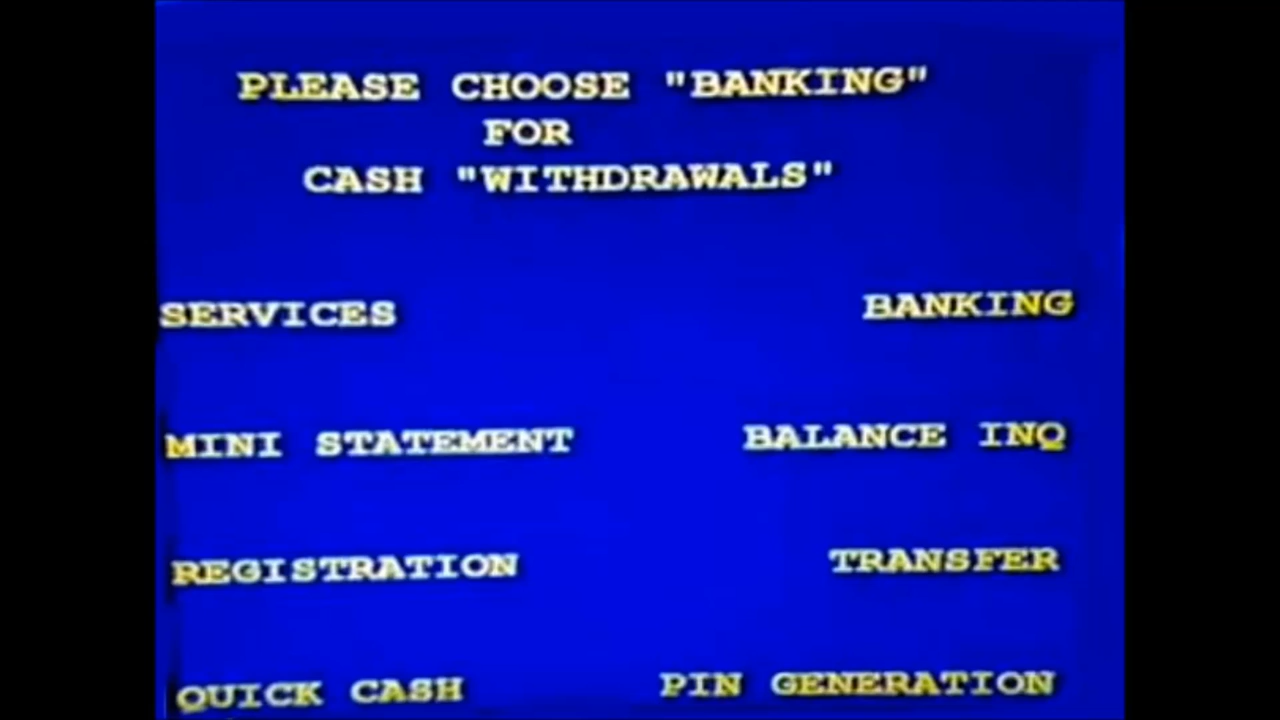 PLEASE CHOOSE "BANKING"
FOR
CASH "WITHDRAWALS"
SERVICES BANKING
MINI STATEMENT BALANCE INQ
REGISTRATION TRANSFER
QUICK CASH PIN GENERATION